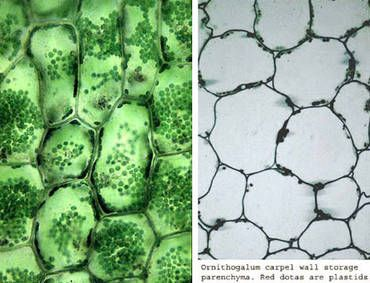 Ornithogalum carpel wall storage
parenchyma. Red dotas are plastids